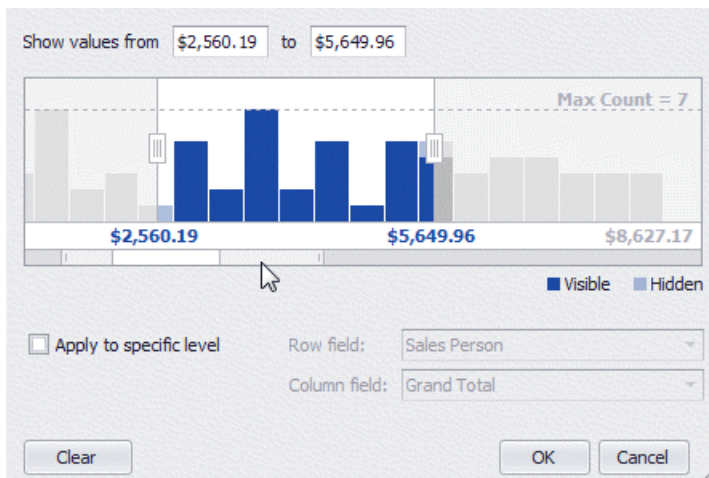 Show values from $2,560.19 to $5,649.96
Max Count = 7
$2,560.19 $5,649.96 $8,627.17
Visible Hidden
Apply to specific level Row field: Sales Person
Column field: Grand Total
Clear OK Cancel